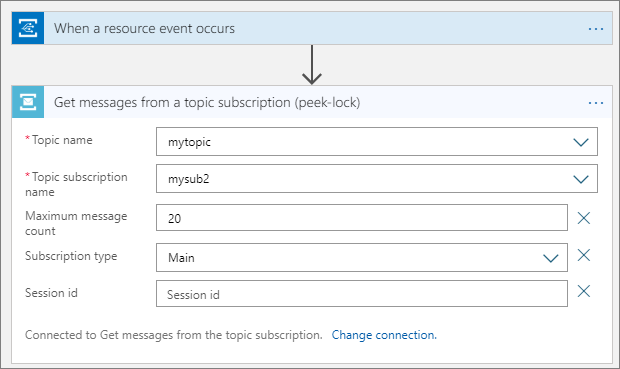 When a resource event occurs
...
Get messages from a topic subscription (peek-lock)
...
* Topic name
mytopic
* Topic subscription
name
mysub2
Maximum message
count
20
Subscription type
Main
Session id
Session id
Connected to Get messages from the topic subscription. Change connection.